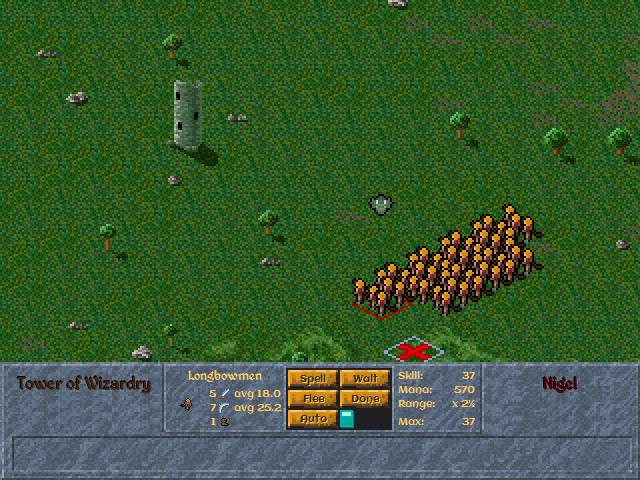 Tower of Wizardry
Longbowmen
5 avg 18.0
7 avg 25.2
1
Spell
Wait
Flee
Done
Auto
Skill: 37
Mana: 570
Range: x 2½
Max: 37
Nigel